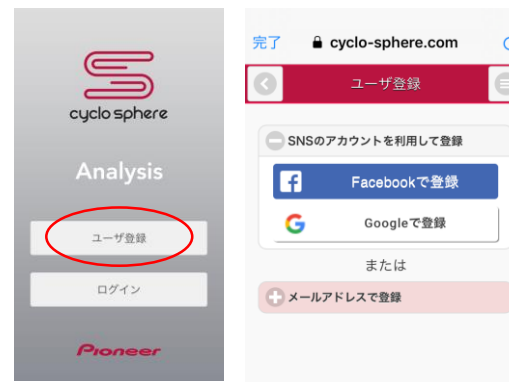 cyclo sphere
Analysis
ユーザ登録
ログイン
Pioneer
完了
cyclo-sphere.com
ユーザ登録
SNSのアカウントを利用して登録
Facebookで登録
Googleで登録
または
メールアドレスで登録